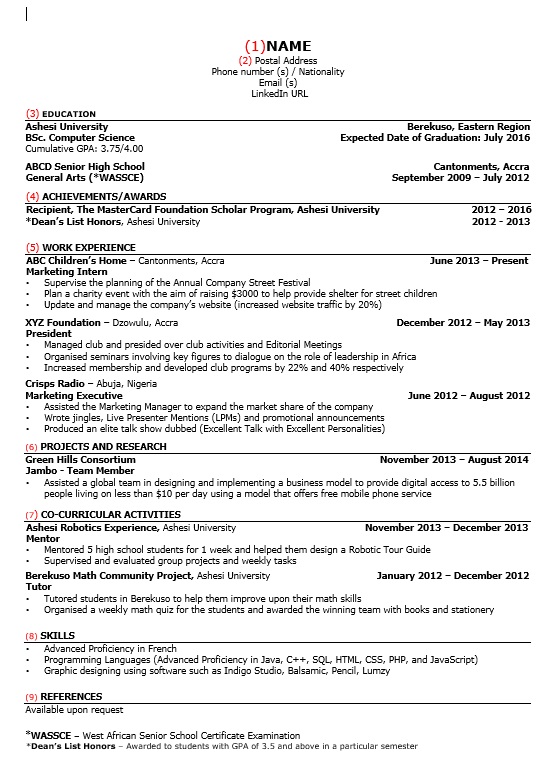 (1)NAME
(2) Postal Address
Phone number (s) / Nationality
Email (s)
LinkedIn URL
(3) EDUCATION
Ashesi University Berekuso, Eastern Region
BSc. Computer Science Expected Date of Graduation: July 2016
Cumulative GPA: 3.75/4.00
ABCD Senior High School Cantonments, Accra
General Arts (*WASSCE) September 2009 – July 2012
(4) ACHIEVEMENTS/AWARDS
Recipient, The MasterCard Foundation Scholar Program, Ashesi University 2012 – 2016
*Dean's List Honors, Ashesi University 2012 - 2013
(5) WORK EXPERIENCE
ABC Children's Home – Cantonments, Accra June 2013 – Present
Marketing Intern
• Supervise the planning of the Annual Company Street Festival
• Plan a charity event with the aim of raising $3000 to help provide shelter for street children
• Update and manage the company's website (increased website traffic by 20%)
XYZ Foundation – Dzowulu, Accra December 2012 – May 2013
President
• Managed club and presided over club activities and Editorial Meetings
• Organised seminars involving key figures to dialogue on the role of leadership in Africa
• Increased membership and developed club programs by 22% and 40% respectively
Crisps Radio – Abuja, Nigeria
Marketing Executive June 2012 – August 2012
• Assisted the Marketing Manager to expand the market share of the company
• Wrote jingles, Live Presenter Mentions (LPMs) and promotional announcements
• Produced an elite talk show dubbed (Excellent Talk with Excellent Personalities)
(6) PROJECTS AND RESEARCH
Green Hills Consortium November 2013 – August 2014
Jambo - Team Member
• Assisted a global team in designing and implementing a business model to provide digital access to 5.5 billion
people living on less than $10 per day using a model that offers free mobile phone service
(7) CO-CURRICULAR ACTIVITIES
Ashesi Robotics Experience, Ashesi University November 2013 – December 2013
Mentor
• Mentored 5 high school students for 1 week and helped them design a Robotic Tour Guide
• Supervised and evaluated group projects and weekly tasks
Berekuso Math Community Project, Ashesi University January 2012 – December 2012
Tutor
• Tutored students in Berekuso to help them improve upon their math skills
• Organised a weekly math quiz for the students and awarded the winning team with books and stationery
(8) SKILLS
• Advanced Proficiency in French
• Programming Languages (Advanced Proficiency in Java, C++, SQL, HTML, CSS, PHP, and JavaScript)
• Graphic designing using software such as Indigo Studio, Balsamic, Pencil, Lumzy
(9) REFERENCES
Available upon request
*WASSCE – West African Senior School Certificate Examination
*Dean's List Honors – Awarded to students with GPA of 3.5 and above in a particular semester